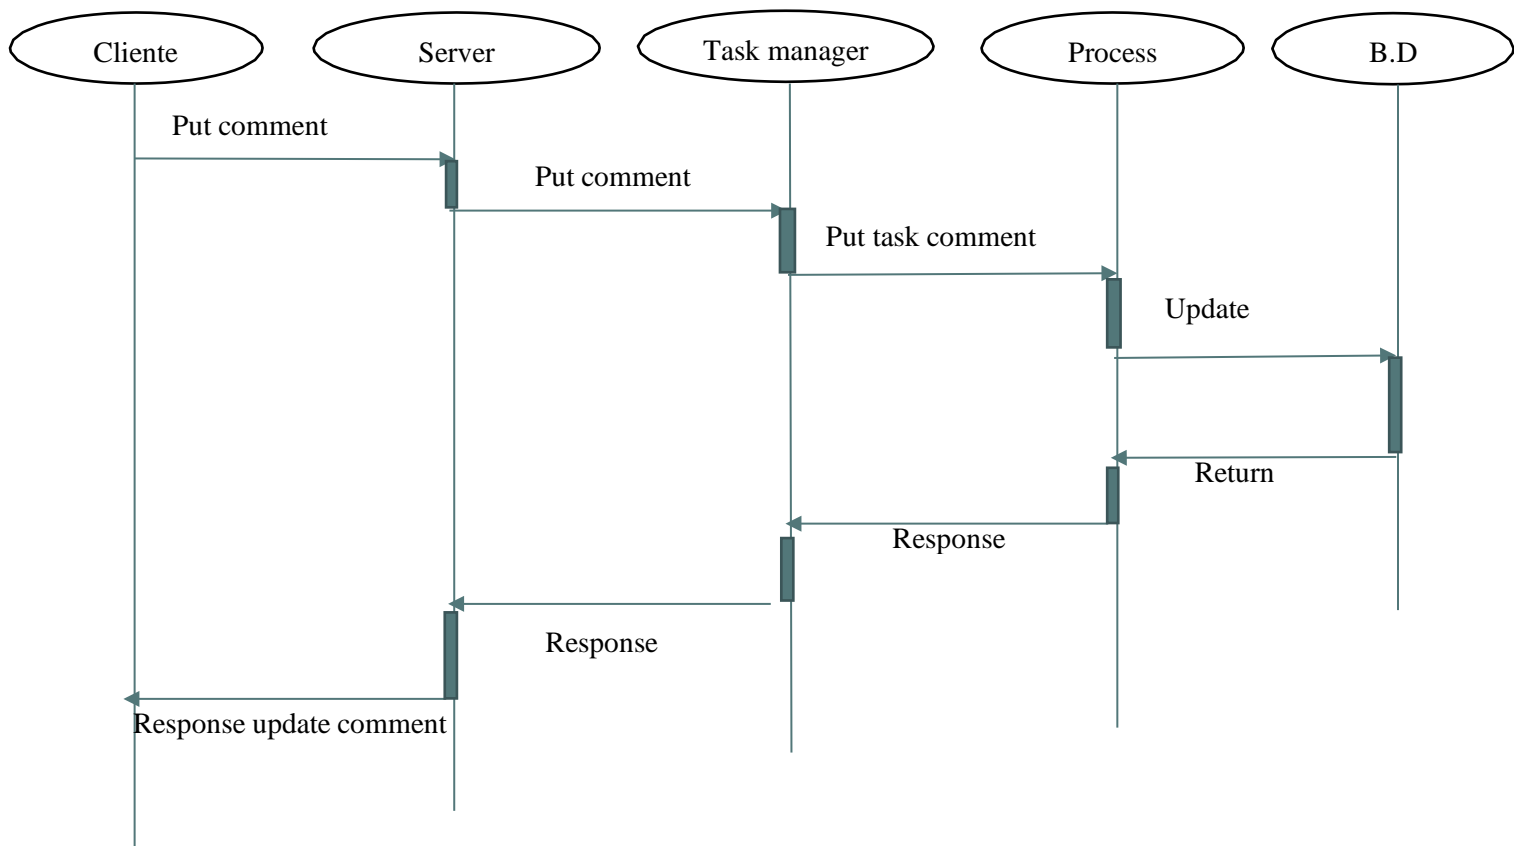 Cliente
Server
Task manager
Process
B.D
Put comment
Put comment
Put task comment
Update
Return
Response
Response
Response update comment